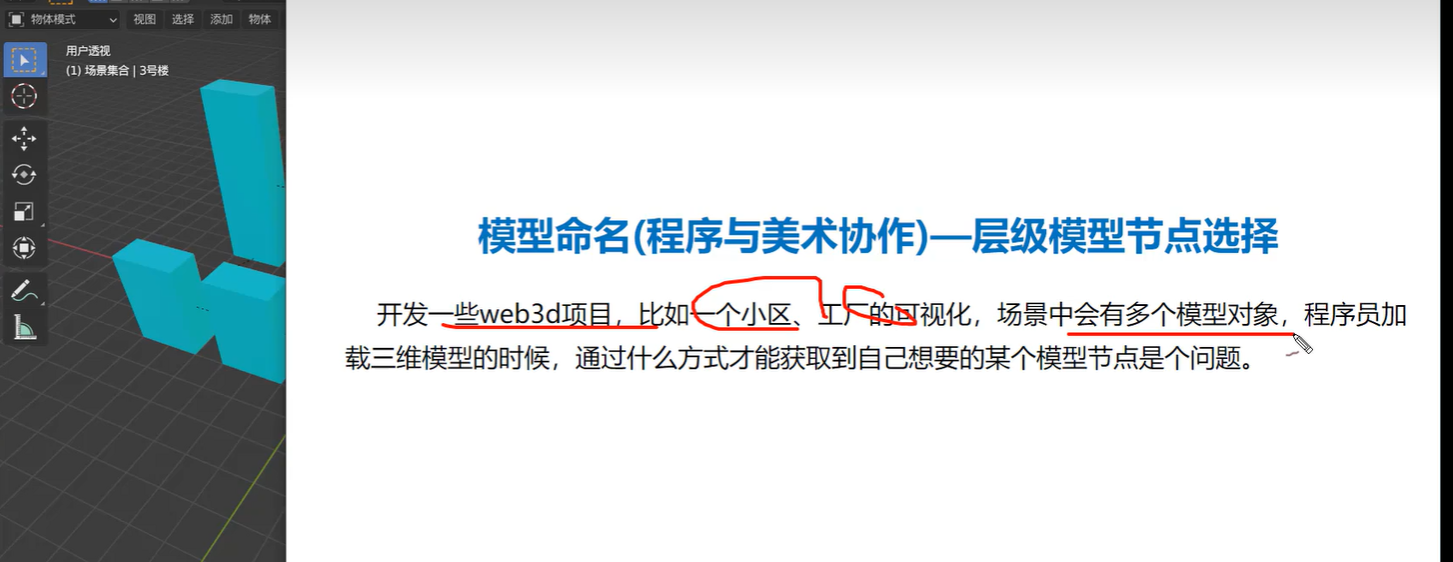 物体模式 视图 选择 添加 物体
用户透视
(1) 场景集合 | 3号楼
模型命名(程序与美术协作)—层级模型节点选择
开发一些web3d项目，比如一个小区、工厂的可视化，场景中会有多个模型对象，程序员加
载三维模型的时候，通过什么方式才能获取到自己想要的某个模型节点是个问题。